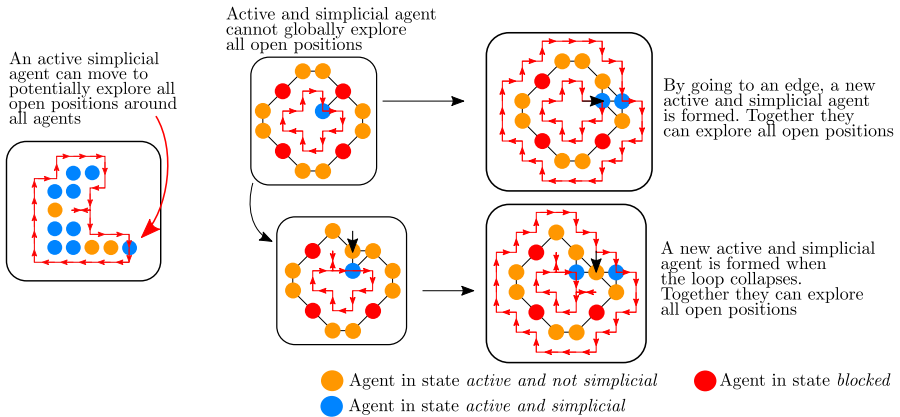 An active simplicial
agent can move to
potentially explore all
open positions around
all agents
Active and simplicial agent
cannot globally explore
all open positions
By going to an edge, a new
active and simplicial agent
is formed. Together they
can explore all open positions
A new active and simplicial
agent is formed when
the loop collapses.
Together they can explore
all open positions
Agent in state active and not simplicial
Agent in state blocked
Agent in state active and simplicial